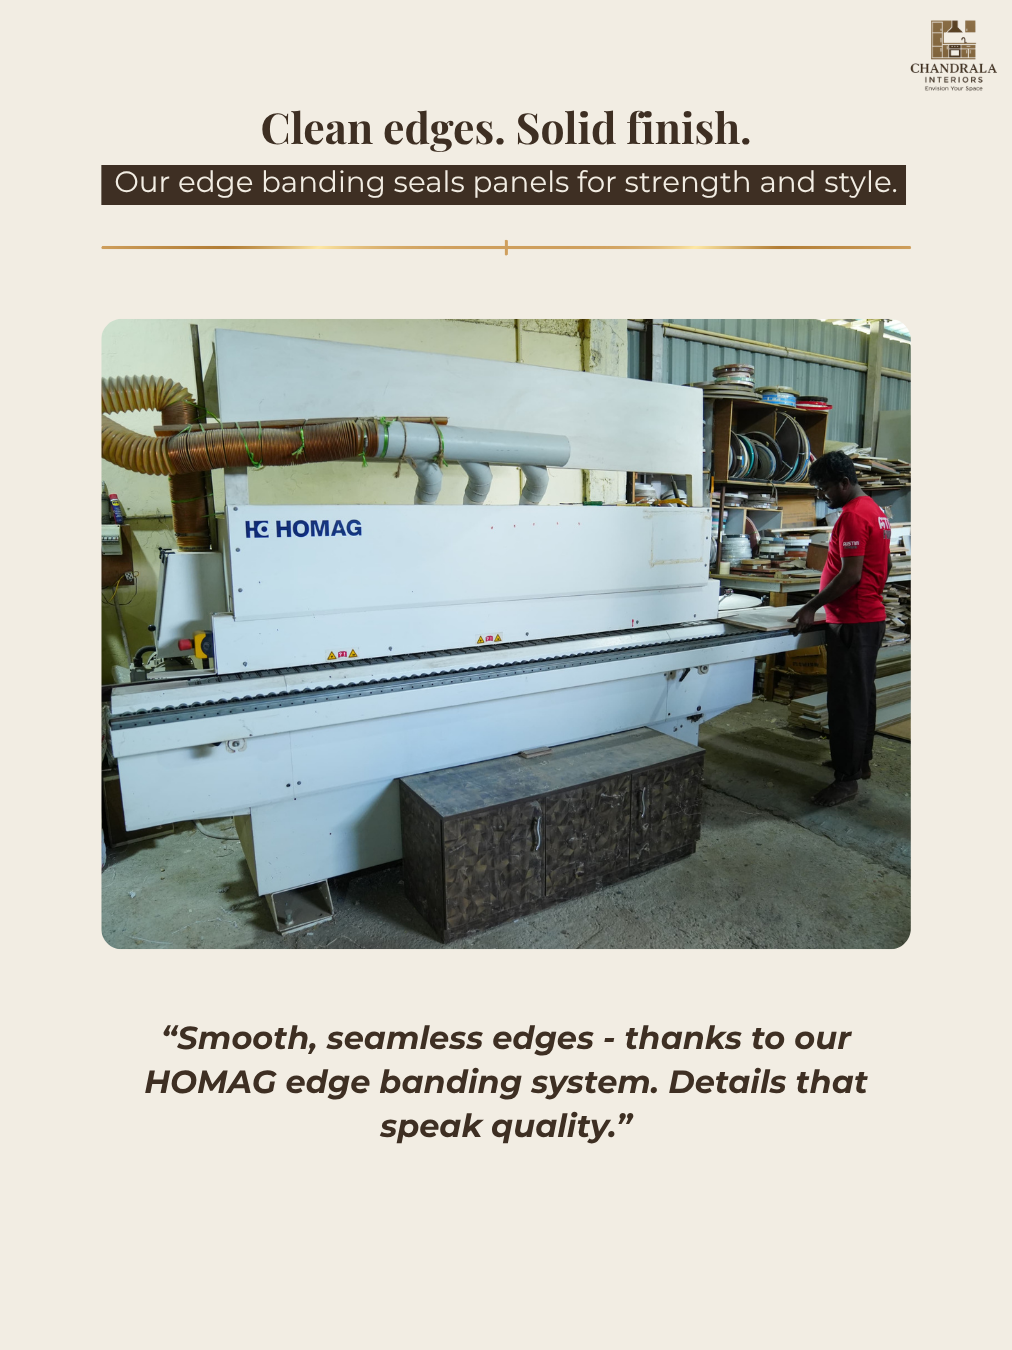 CHANDRALA
INTERIORS
Envision Your Space
Clean edges. Solid finish.
Our edge banding seals panels for strength and style.
HOMAG
“Smooth, seamless edges - thanks to our
HOMAG edge banding system. Details that
speak quality.”